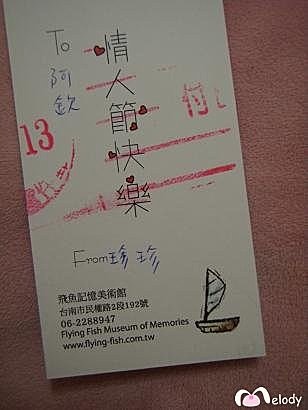 To
阿欽
情人節快樂
13
付
From 珍珍
飛魚記憶美術館
台南市民權路2段192號
06-2288947
Flying Fish Museum of Memories
www.flying-fish.com.tw
Melody